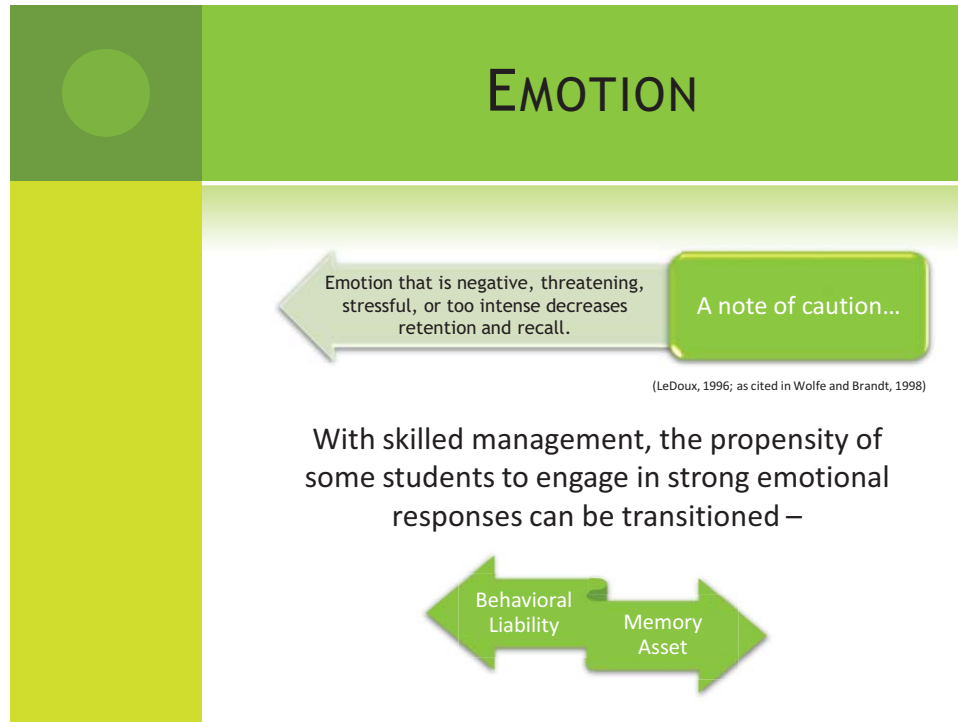 EMOTION
Emotion that is negative, threatening,
stressful, or too intense decreases
retention and recall.
A note of caution…
(LeDoux, 1996; as cited in Wolfe and Brandt, 1998)
With skilled management, the propensity of
some students to engage in strong emotional
responses can be transitioned –
Behavioral
Liability
Memory
Asset